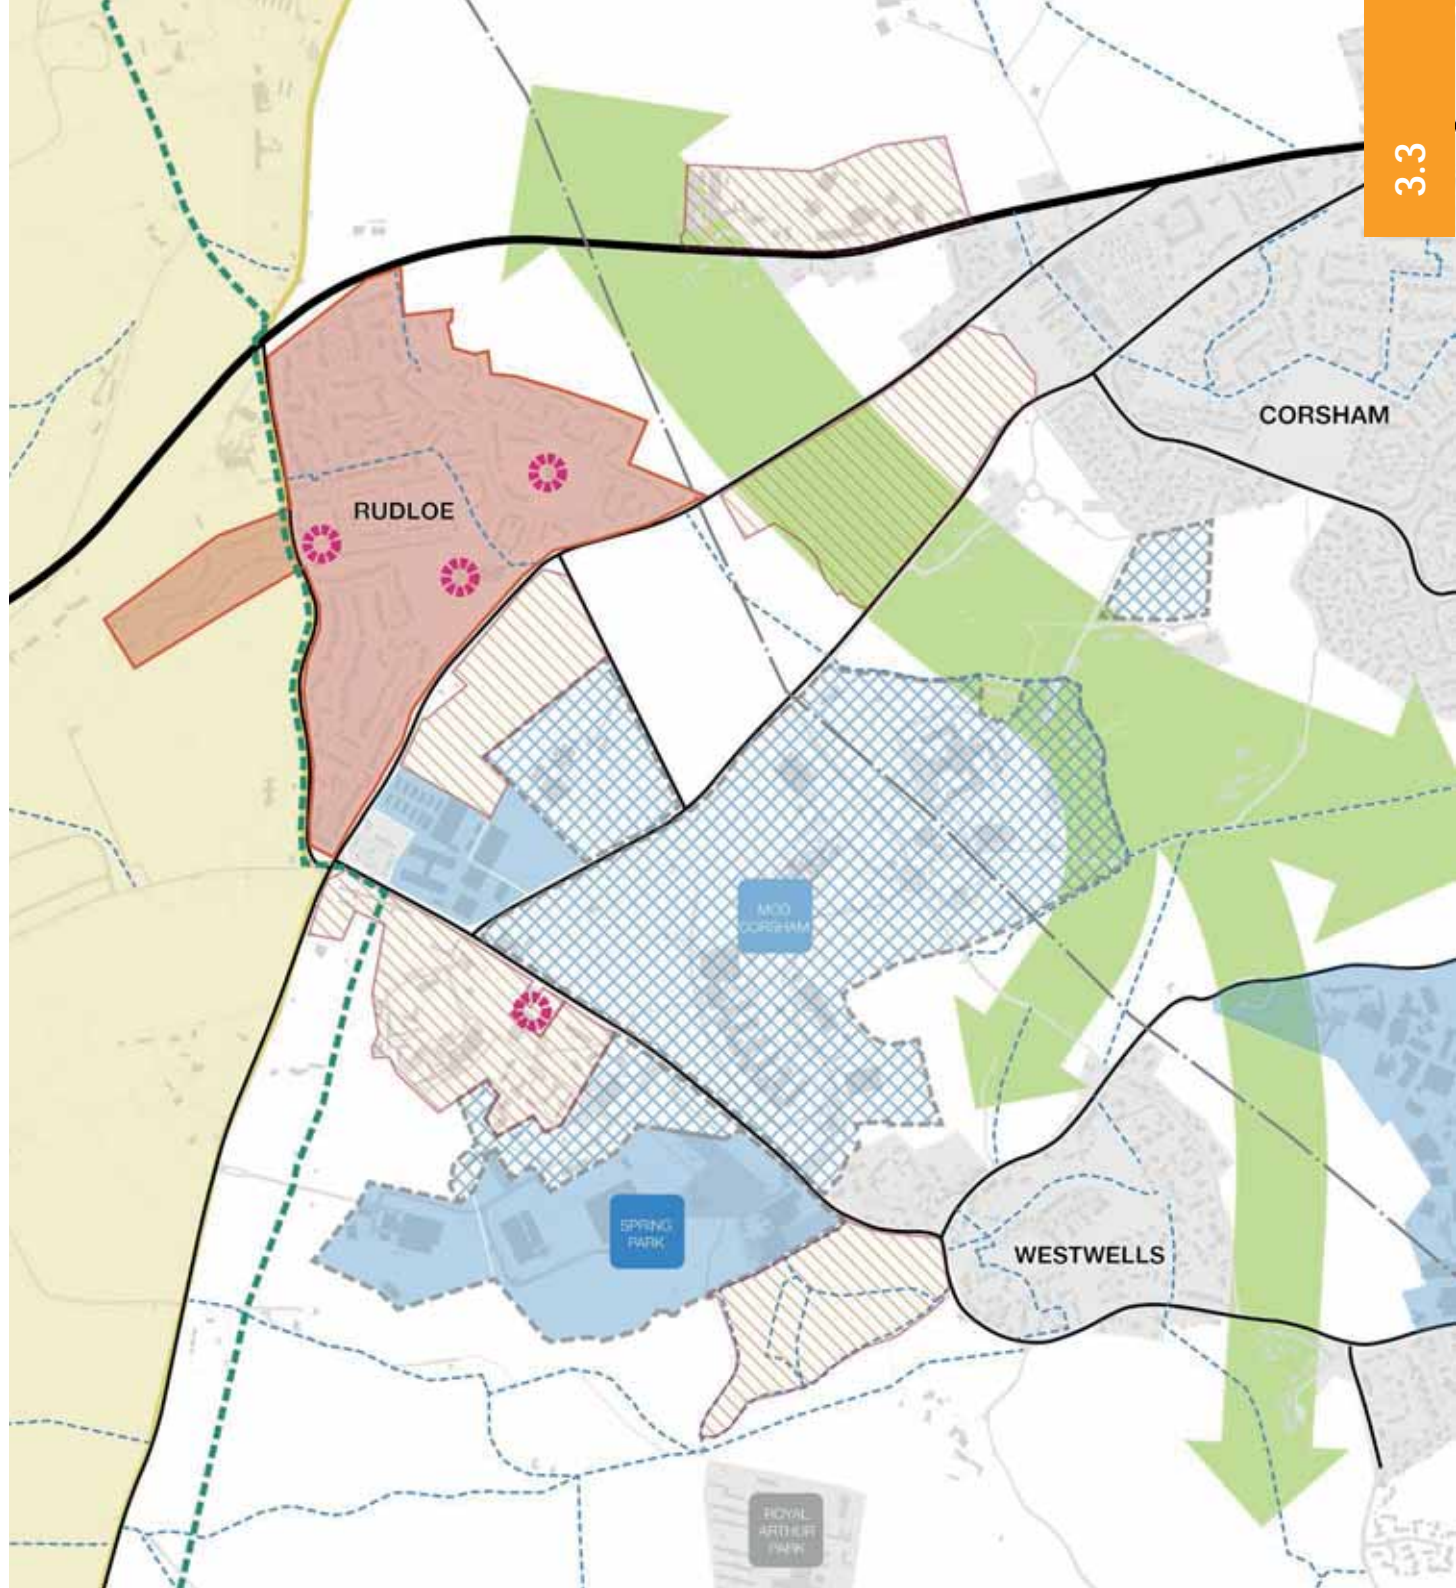 3.3
CORSHAM
RUDLOE
MOD
CORSHAM
SPRING
PARK
WESTWELLS
ROYAL
ARTHUR
PARK